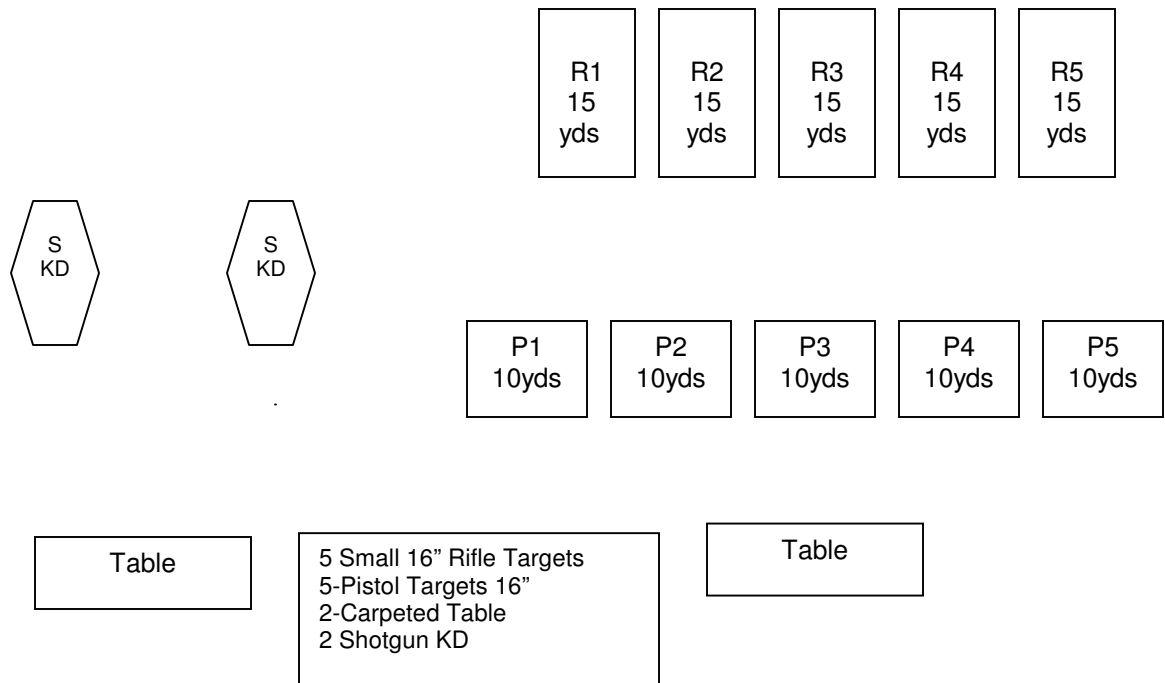 R1
15
yds
R2
15
yds
R3
15
yds
R4
15
yds
R5
15
yds
S
KD
S
KD
P1
10yds
P2
10yds
P3
10yds
P4
10yds
P5
10yds
Table
5 Small 16” Rifle Targets
5-Pistol Targets 16”
2-Carpeted Table
2 Shotgun KD
Table